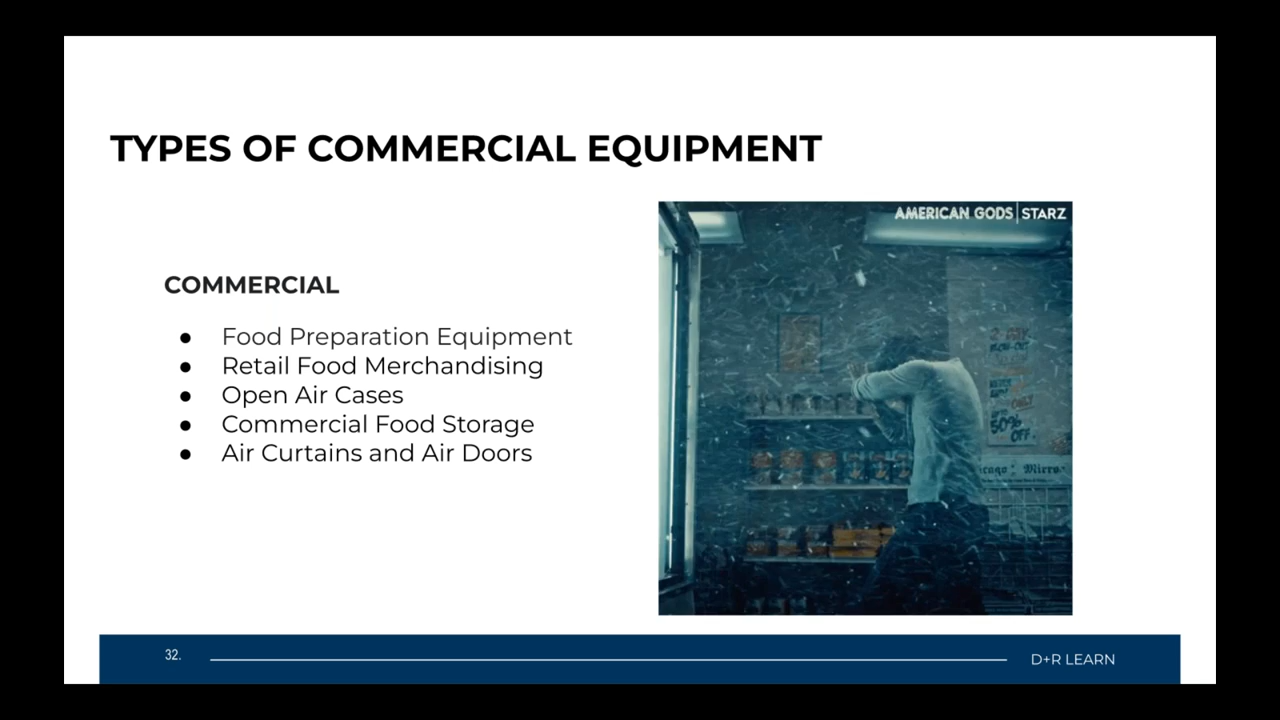 TYPES OF COMMERCIAL EQUIPMENT
AMERICAN GODS | STARZ
COMMERCIAL
● Food Preparation Equipment
● Retail Food Merchandising
● Open Air Cases
● Commercial Food Storage
● Air Curtains and Air Doors
50%
OFF
32.
D+R LEARN